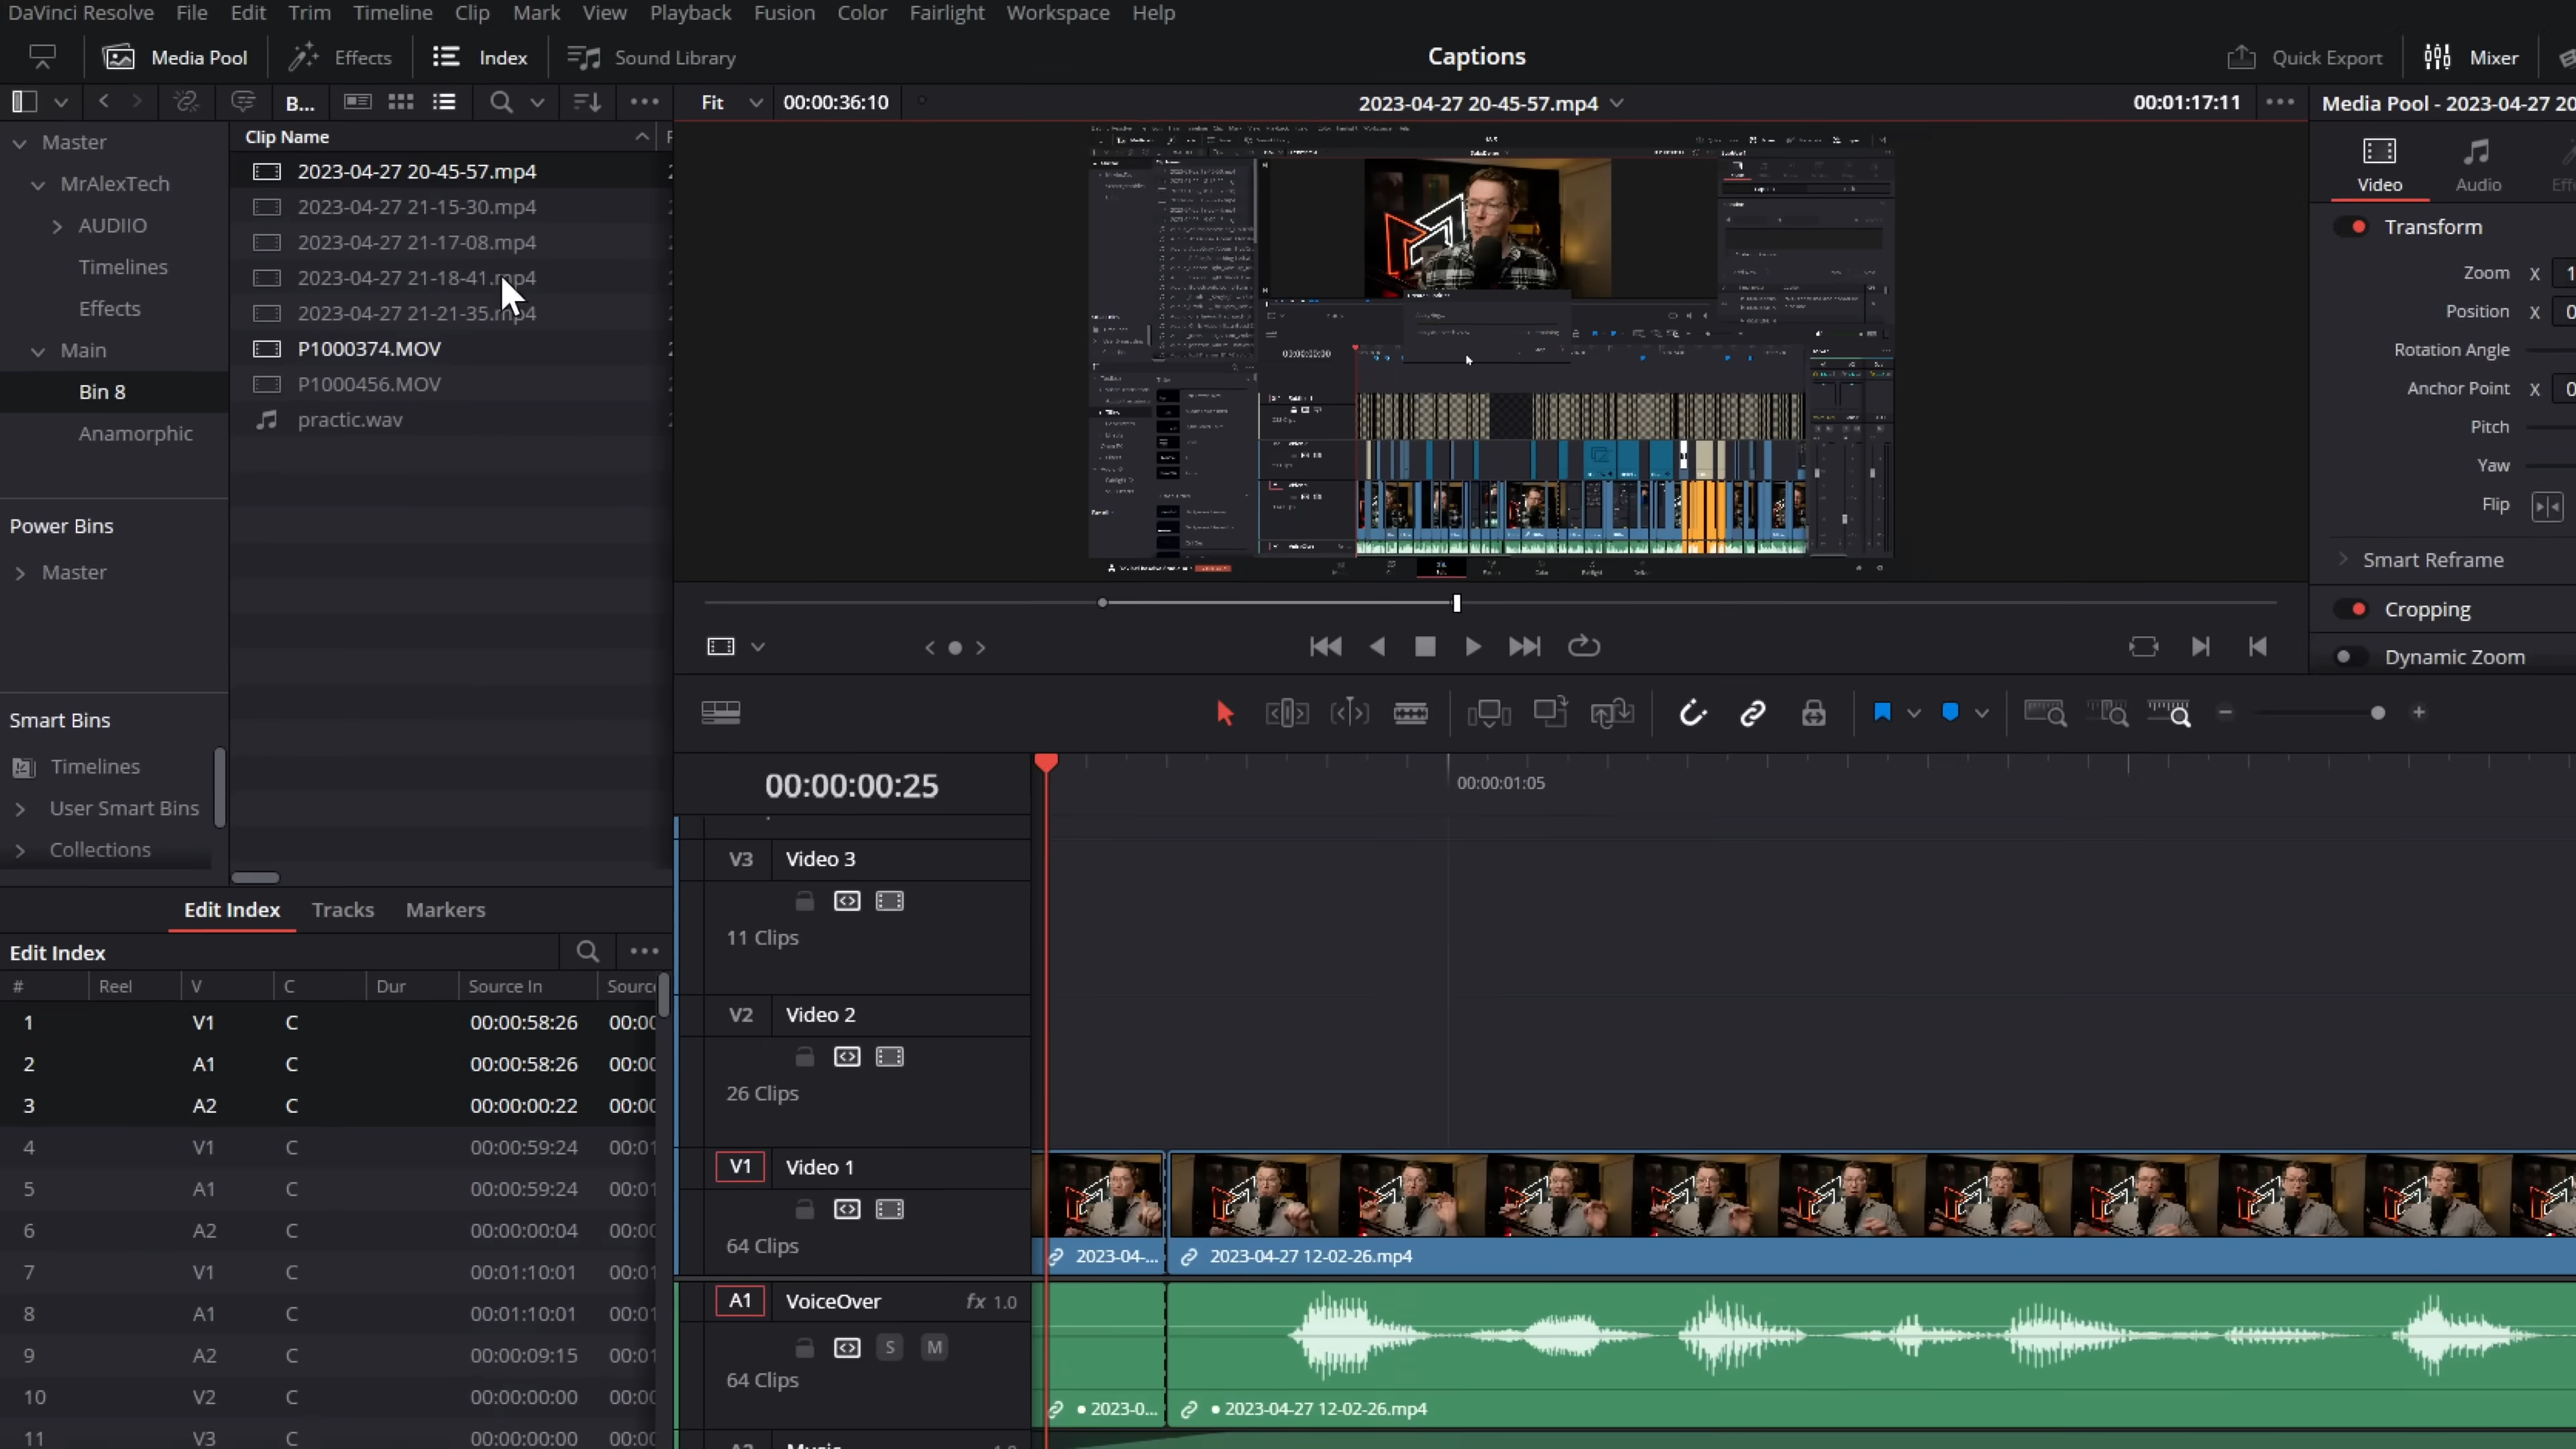 DaVinci Resolve File Edit Trim Timeline Clip Mark View Playback Fusion Color Fairlight Workspace Help
Media Pool Effects Index Sound Library Captions Quick Export Mixer
B... Fit 00:00:36:10 2023-04-27 20-45-57.mp4 00:01:17:11 Media Pool - 2023-04-27 20
Master
MrAlexTech
AUDIIO
Timelines
Effects
Main
Bin 8
Anamorphic
Power Bins
Master
Smart Bins
Timelines
User Smart Bins
Collections
Clip Name
2023-04-27 20-45-57.mp4
2023-04-27 21-15-30.mp4
2023-04-27 21-17-08.mp4
2023-04-27 21-18-41.mp4
2023-04-27 21-21-35.mp4
P1000374.MOV
P1000456.MOV
practic.wav
Video Audio
Transform
Zoom X 1
Position X 0
Rotation Angle
Anchor Point X 0
Pitch
Yaw
Flip
Smart Reframe
Cropping
Dynamic Zoom
Edit Index Tracks Markers
Edit Index
# Reel V C Dur Source In
1 V1 C 00:00:58:26 00:00
2 A1 C 00:00:58:26 00:00
3 A2 C 00:00:00:22 00:00
4 V1 C 00:00:59:24 00:01
5 A1 C 00:00:59:24 00:01
6 A2 C 00:00:00:04 00:00
7 V1 C 00:01:10:01 00:01
8 A1 C 00:01:10:01 00:01
9 A2 C 00:00:09:15 00:01
10 V2 C 00:00:00:00 00:00
11 V3 C 00:00:00:00 00:00
00:00:00:25 00:00:01:05
V3 Video 3
11 Clips
V2 Video 2
26 Clips
V1 Video 1
64 Clips
2023-04-... 2023-04-27 12-02-26.mp4
A1 VoiceOver fx 1.0
S M
64 Clips
2023-0... 2023-04-27 12-02-26.mp4